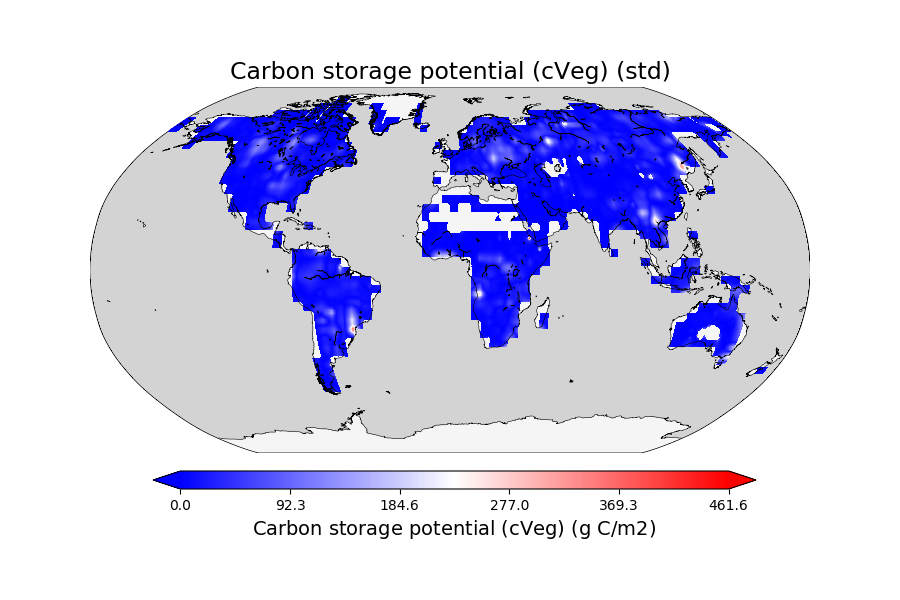 Carbon storage potential (cVeg) (std)
0.0 92.3 184.6 277.0 369.3 461.6
Carbon storage potential (cVeg) (g C/m2)